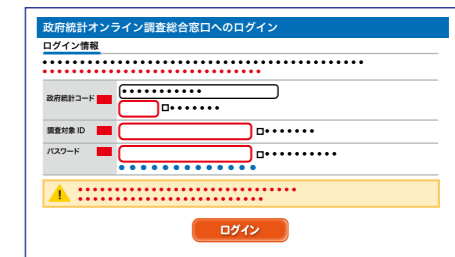 政府統計オンライン調査総合窓口へのログイン
ログイン情報
政府統計コード
調査対象 ID
パスワード
!
ログイン